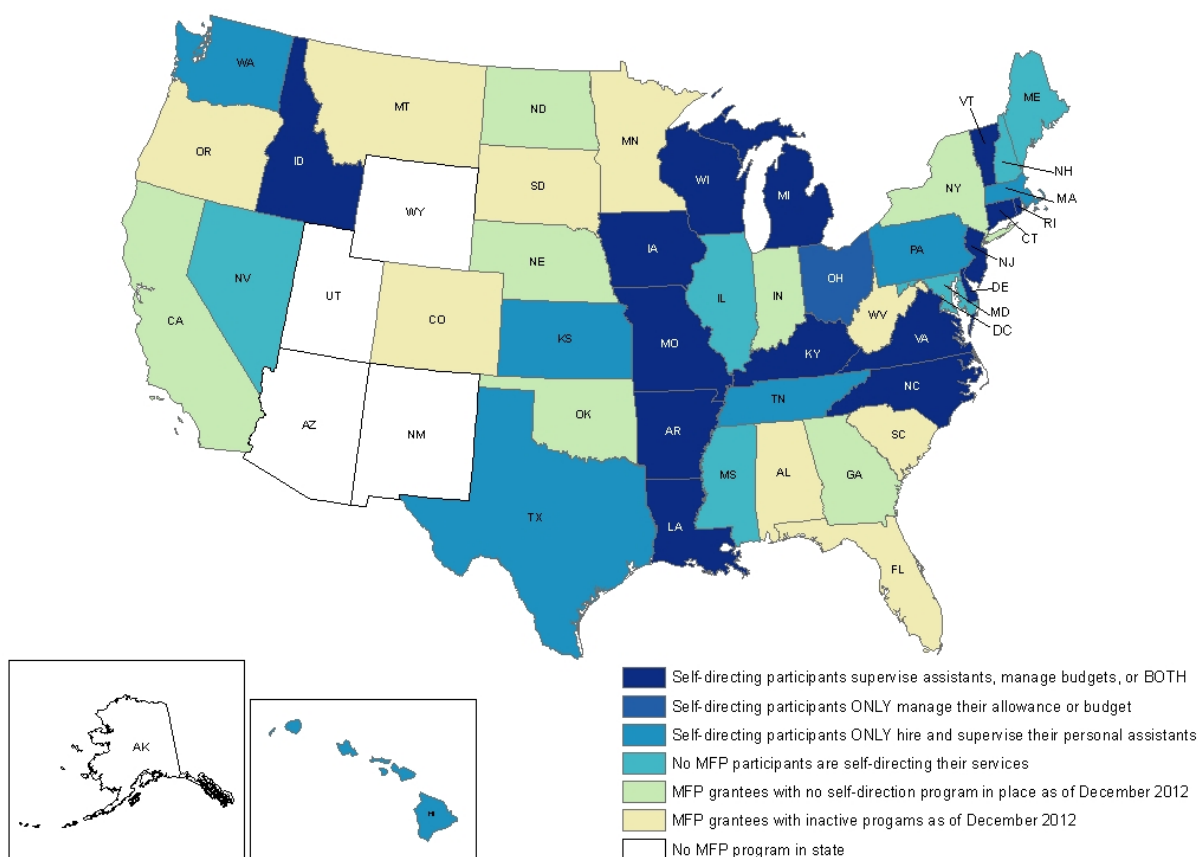 WA
MT
ND
MN
VT
ME
OR
ID
SD
WI
MI
NY
NH
MA
RI
CT
WY
IA
NE
PA
NJ
NV
UT
CO
IL
IN
OH
DE
MD
DC
WV
VA
CA
KS
MO
KY
AZ
NM
OK
AR
TN
NC
SC
MS
AL
GA
TX
LA
FL
AK
HI
Self-directing participants supervise assistants, manage budgets, or BOTH
Self-directing participants ONLY manage their allowance or budget
Self-directing participants ONLY hire and supervise their personal assistants
No MFP participants are self-directing their services
MFP grantees with no self-direction program in place as of December 2012
MFP grantees with inactive progams as of December 2012
No MFP program in state